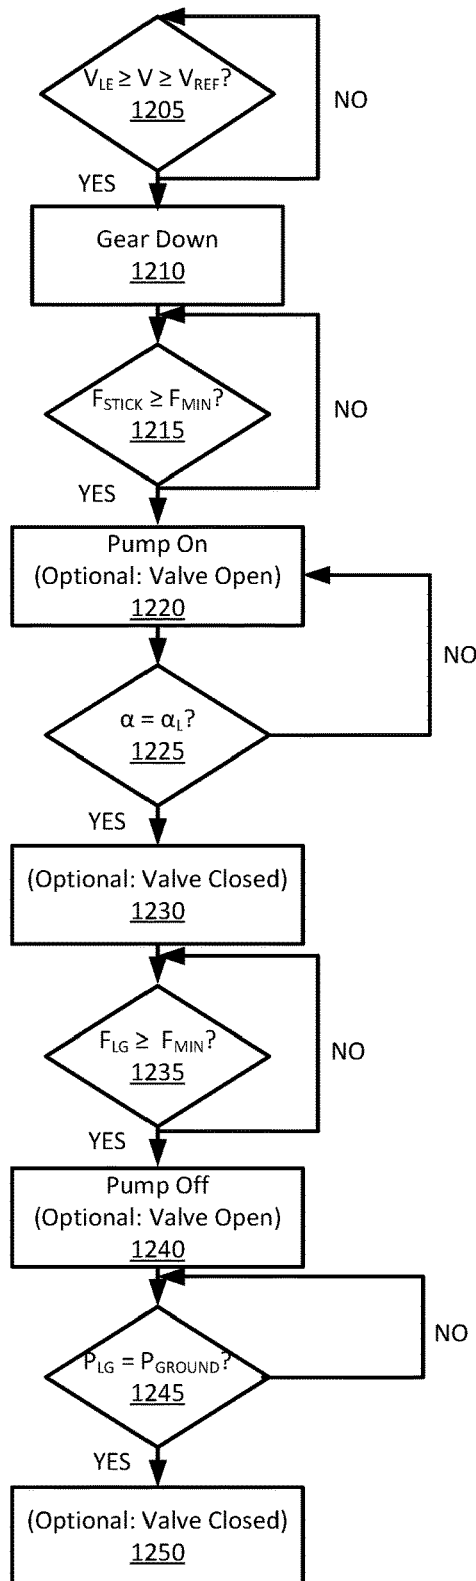 V_LE ≥ V ≥ V_REF?
1205
NO
YES
Gear Down
1210
F_STICK ≥ F_MIN?
1215
NO
YES
Pump On
(Optional: Valve Open)
1220
NO
α = α_L?
1225
YES
(Optional: Valve Closed)
1230
F_LG ≥ F_MIN?
1235
NO
YES
Pump Off
(Optional: Valve Open)
1240
NO
P_LG = P_GROUND?
1245
YES
(Optional: Valve Closed)
1250